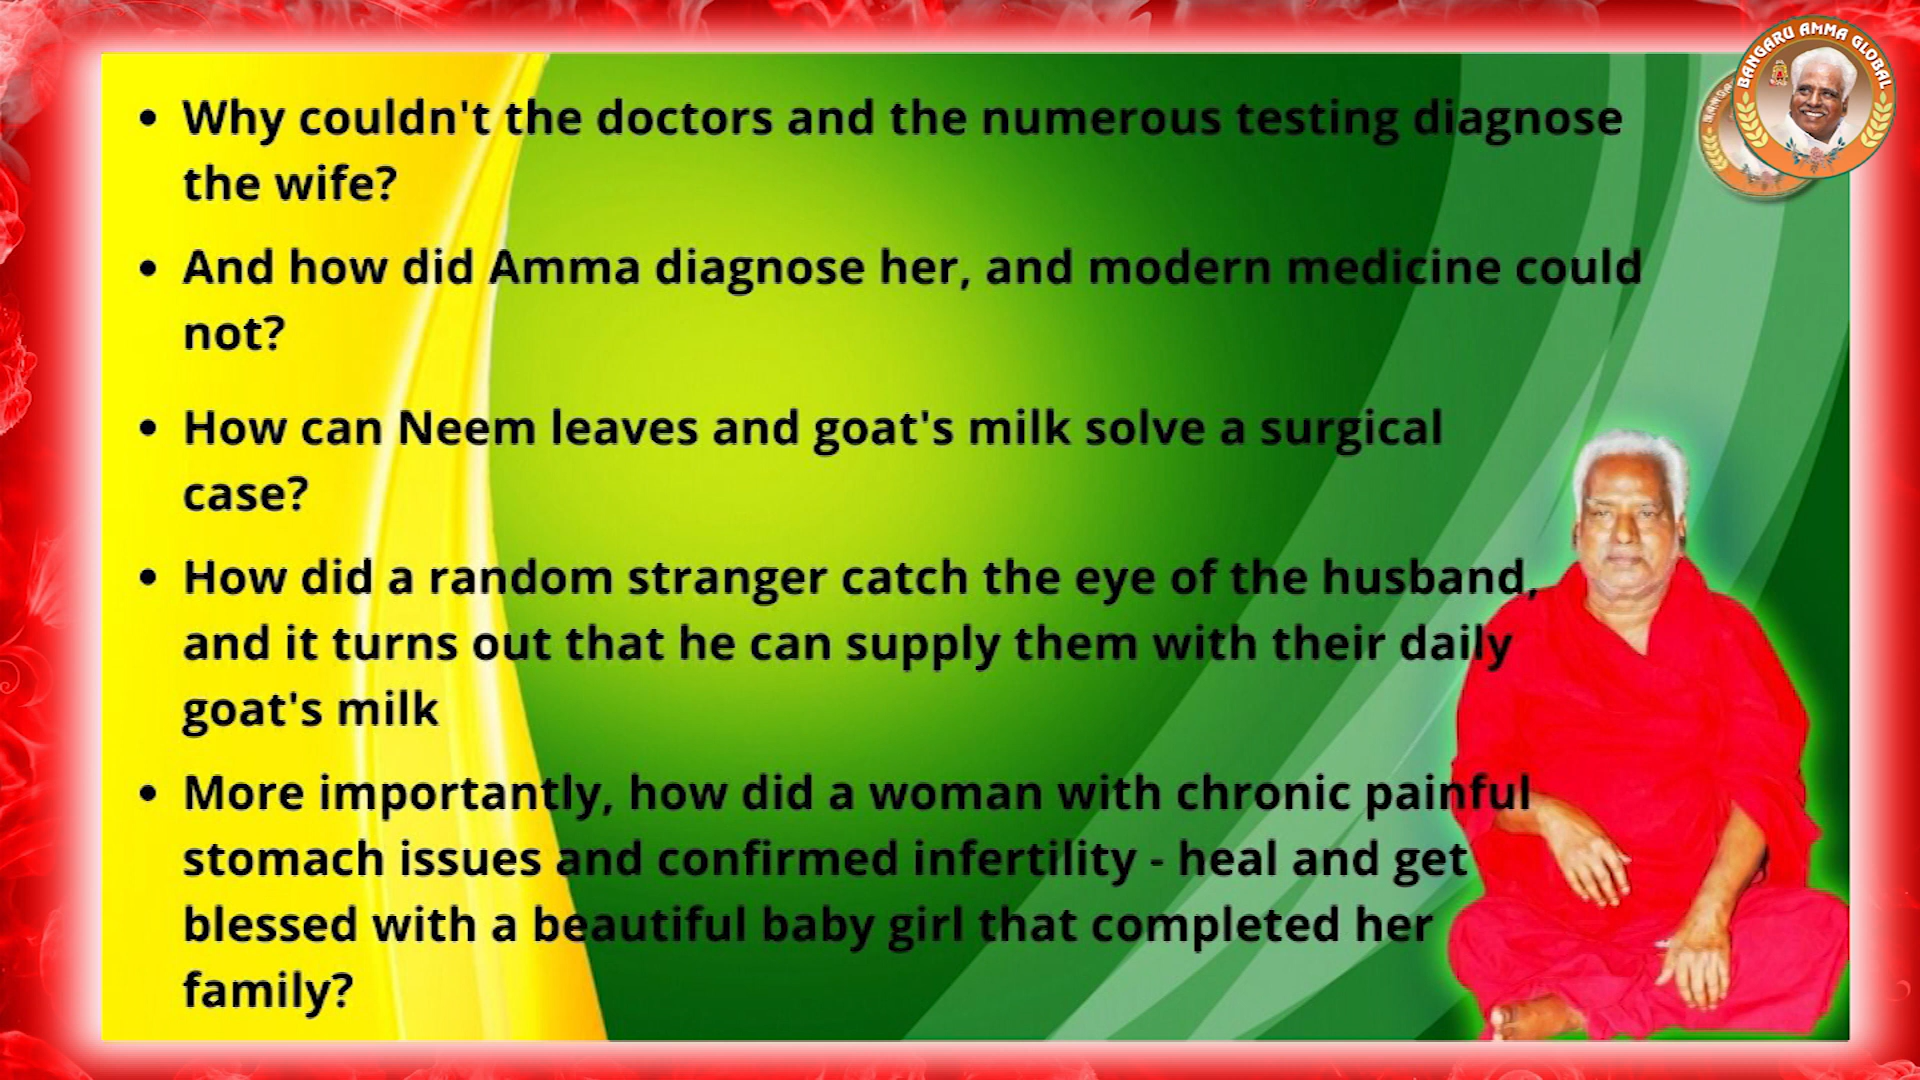 BANGARU AMMA GLOBAL
• Why couldn't the doctors and the numerous testing diagnose
the wife?
• And how did Amma diagnose her, and modern medicine could
not?
• How can Neem leaves and goat's milk solve a surgical
case?
• How did a random stranger catch the eye of the husband,
and it turns out that he can supply them with their daily
goat's milk
• More importantly, how did a woman with chronic painful
stomach issues and confirmed infertility - heal and get
blessed with a beautiful baby girl that completed her
family?